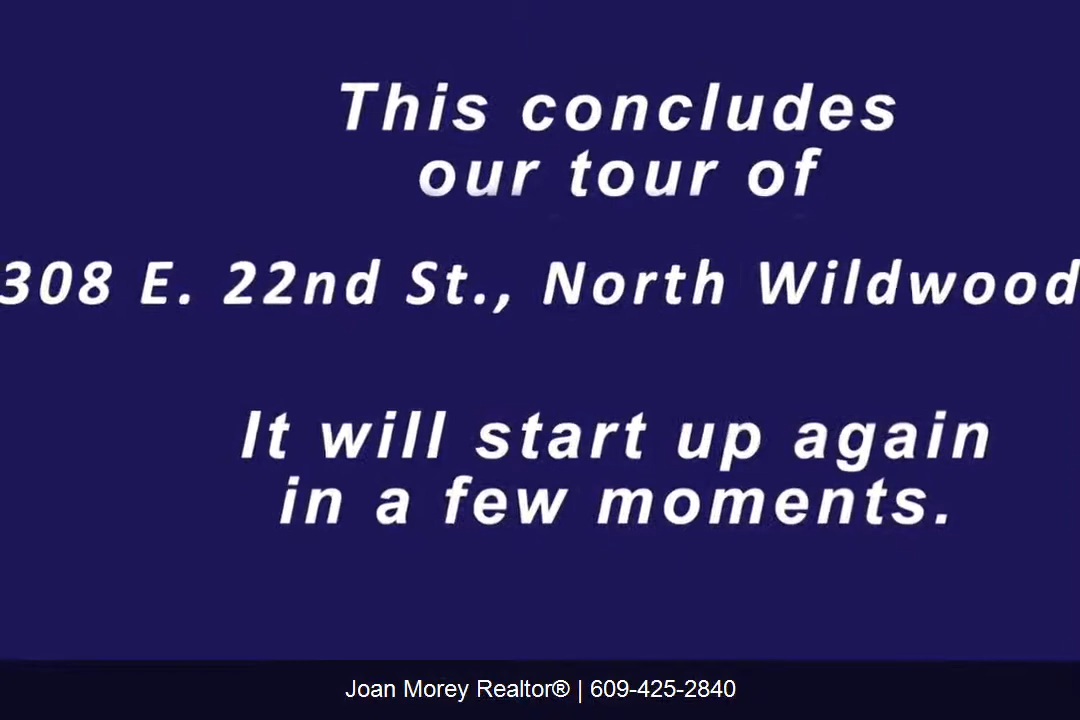 This concludes
our tour of
308 E. 22nd St., North Wildwood
It will start up again
in a few moments.
Joan Morey Realtor® | 609-425-2840